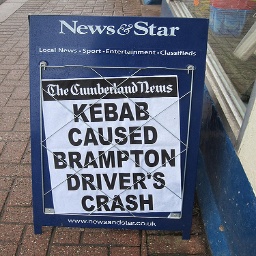 News & Star
Local News • Sport • Entertainment • Classifieds
The Cumberland News
KEBAB
CAUSED
BRAMPTON
DRIVER'S
CRASH
www.newsandstar.co.uk